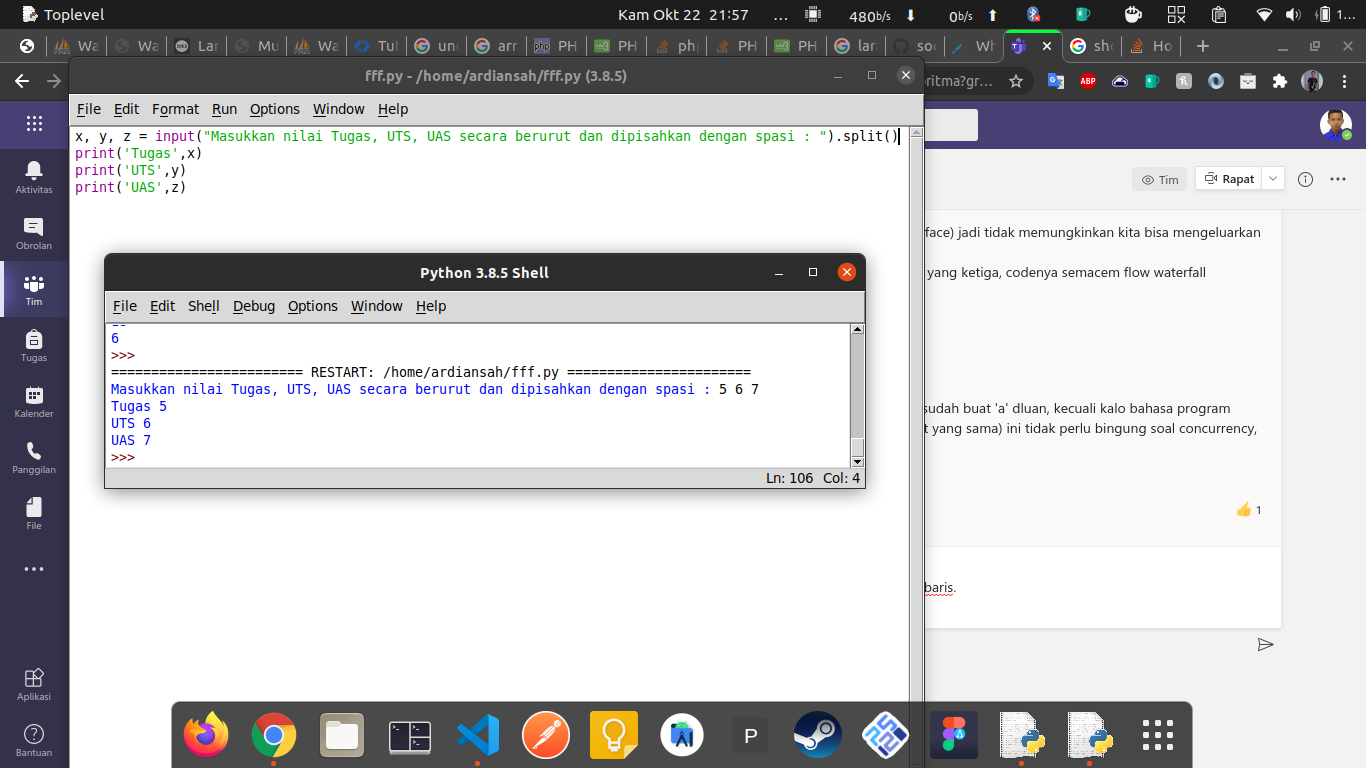 Toplevel
Kam Okt 22 21:57
... 480b/s 0b/s 1...
Wa Wa Lar Mu Wa Tut und arr PH PH php PH PH lara soc Wh sho Ho
fff.py - /home/ardiansah/fff.py (3.8.5)
oritma?gr...
File Edit Format Run Options Window Help
x, y, z = input("Masukkan nilai Tugas, UTS, UAS secara berurut dan dipisahkan dengan spasi : ").split()
print('Tugas',x)
print('UTS',y)
print('UAS',z)
Aktivitas
Obrolan
Tim
Tugas
Kalender
Panggilan
File
Aplikasi
Bantuan
Tim Rapat
face) jadi tidak memungkinkan kita bisa mengeluarkan
yang ketiga, codenya semacem flow waterfall
sudah buat 'a' dluan, kecuali kalo bahasa program
t yang sama) ini tidak perlu bingung soal concurrency,
1
baris.
Python 3.8.5 Shell
File Edit Shell Debug Options Window Help
6
>>>
======================== RESTART: /home/ardiansah/fff.py =======================
Masukkan nilai Tugas, UTS, UAS secara berurut dan dipisahkan dengan spasi : 5 6 7
Tugas 5
UTS 6
UAS 7
>>>
Ln: 106 Col: 4
P